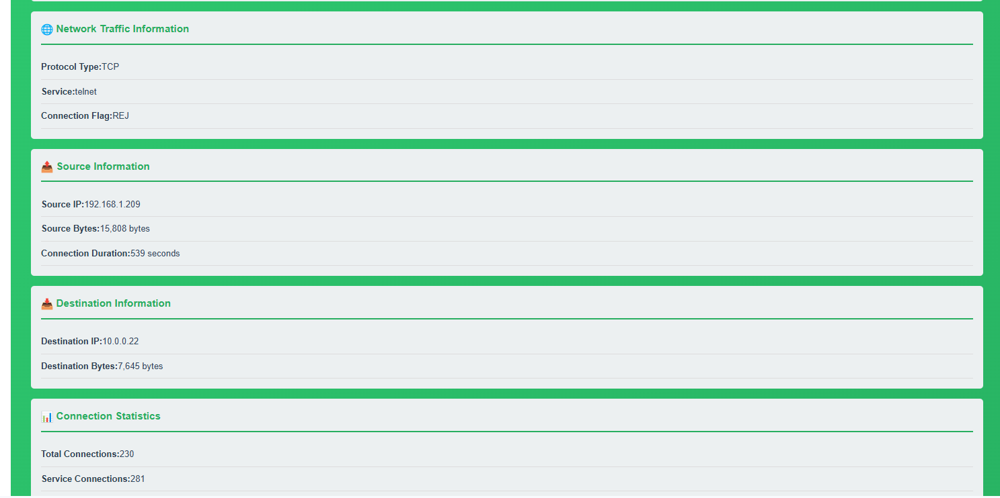 Network Traffic Information
Protocol Type:TCP
Service:telnet
Connection Flag:REJ
Source Information
Source IP:192.168.1.209
Source Bytes:15,808 bytes
Connection Duration:539 seconds
Destination Information
Destination IP:10.0.0.22
Destination Bytes:7,645 bytes
Connection Statistics
Total Connections:230
Service Connections:281